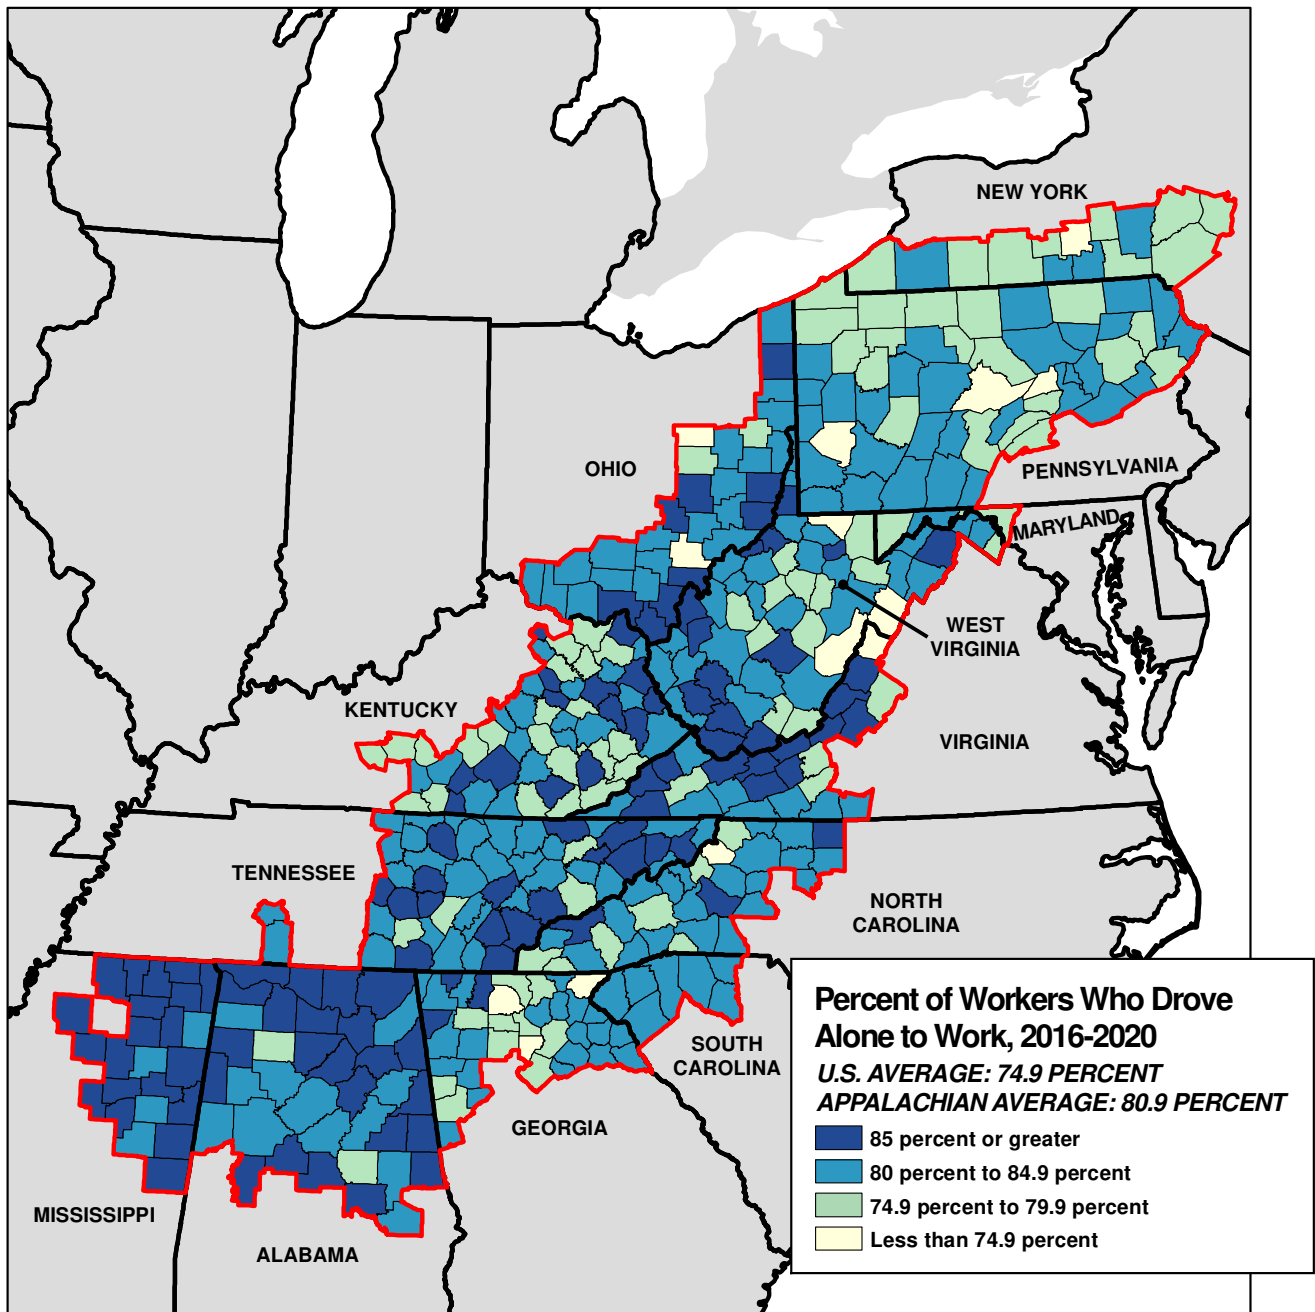 NEW YORK
OHIO
PENNSYLVANIA
MARYLAND
WEST
VIRGINIA
KENTUCKY
VIRGINIA
TENNESSEE
NORTH
CAROLINA
SOUTH
CAROLINA
GEORGIA
MISSISSIPPI
ALABAMA
Percent of Workers Who Drove
Alone to Work, 2016-2020
U.S. AVERAGE: 74.9 PERCENT
APPALACHIAN AVERAGE: 80.9 PERCENT
85 percent or greater
80 percent to 84.9 percent
74.9 percent to 79.9 percent
Less than 74.9 percent